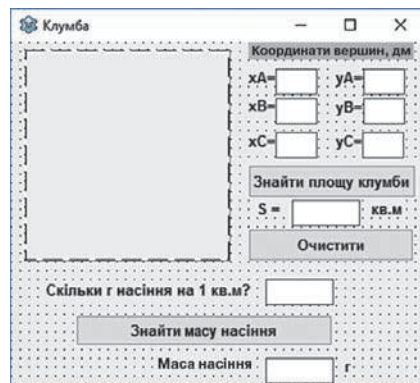 Клумба
Координати вершин, дм
xA= yA=
xB= yB=
xC= yC=
Знайти площу клумби
S = кв.м
Очистити
Скільки г насіння на 1 кв.м?
Знайти масу насіння
Маса насіння г